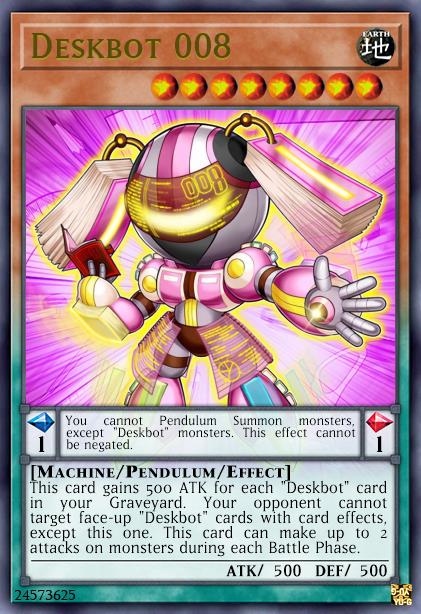 Deskbot 008
EARTH
地
008
1
You cannot Pendulum Summon monsters,
except "Deskbot" monsters. This effect cannot
be negated.
1
[Machine/Pendulum/Effect]
This card gains 500 ATK for each "Deskbot" card
in your Graveyard. Your opponent cannot
target face-up "Deskbot" cards with card effects,
except this one. This card can make up to 2
attacks on monsters during each Battle Phase.
ATK/ 500 DEF/ 500
24573625